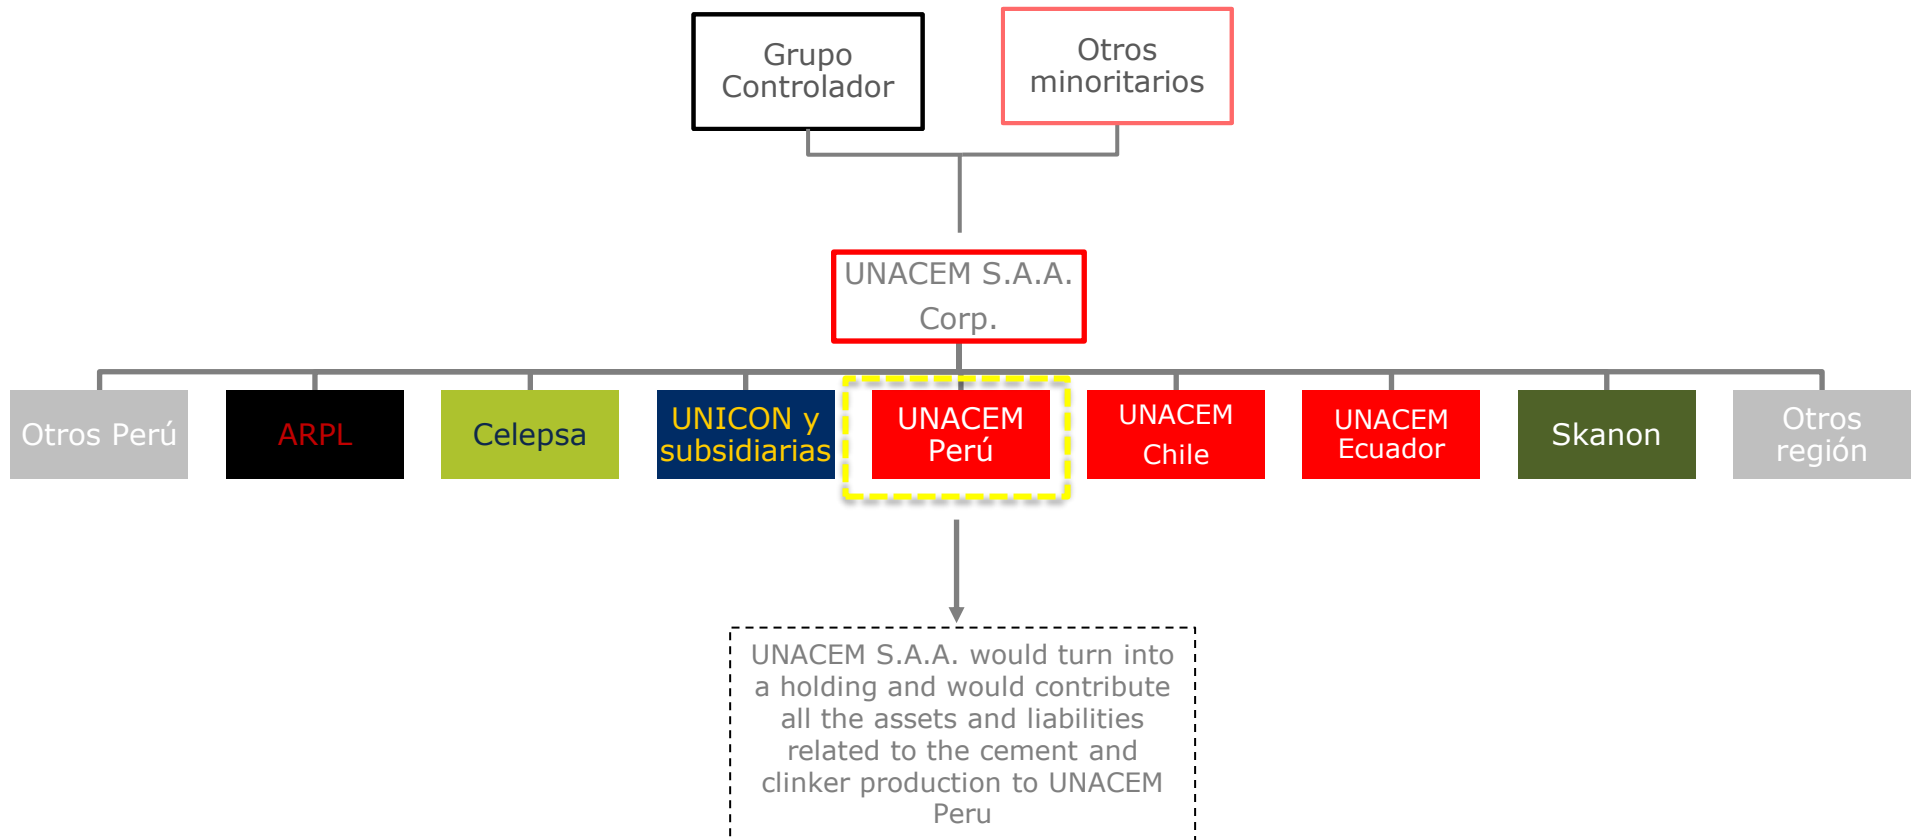 Grupo
Controlador
Otros
minoritarios
UNACEM S.A.A.
Corp.
Otros Perú
ARPL
Celepsa
UNICON y
subsidiarias
UNACEM
Perú
UNACEM
Chile
UNACEM
Ecuador
Skanon
Otros
región
UNACEM S.A.A. would turn into
a holding and would contribute
all the assets and liabilities
related to the cement and
clinker production to UNACEM
Peru